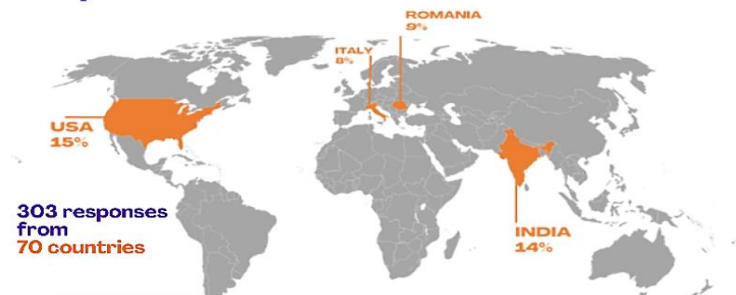 ROMANIA
9%
ITALY
8%
USA
15%
303 responses
from
70 countries
INDIA
14%